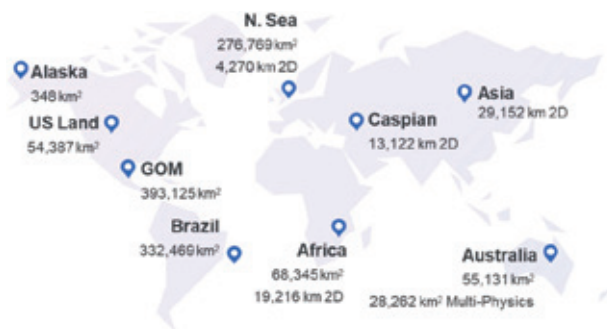 N. Sea
276,769 km²
4,270 km 2D
Alaska
348 km²
US Land
54,387 km²
GOM
393,125 km²
Brazil
332,469 km²
Africa
68,345 km²
19,216 km 2D
Caspian
13,122 km 2D
Asia
29,152 km 2D
Australia
55,131 km²
28,262 km² Multi-Physics